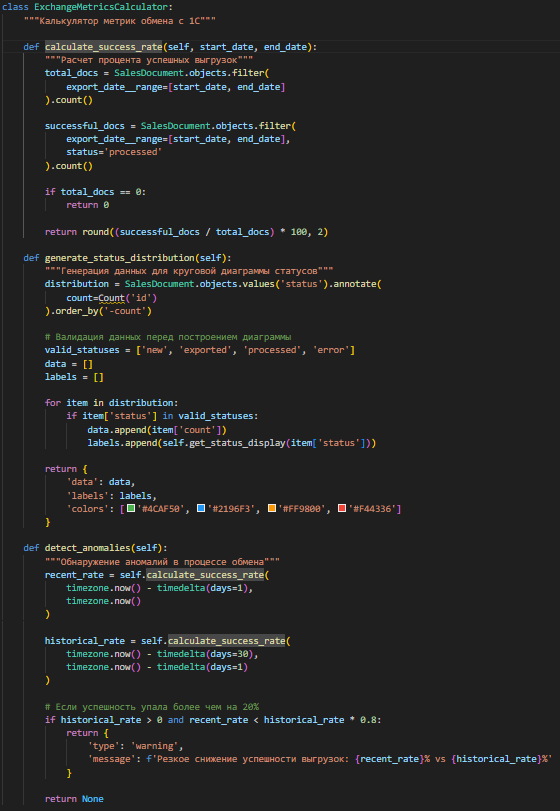 class ExchangeMetricsCalculator:
    """Калькулятор метрик обмена с 1С"""

    def calculate_success_rate(self, start_date, end_date):
        """Расчет процента успешных выгрузок"""
        total_docs = SalesDocument.objects.filter(
            export_date__range=[start_date, end_date]
        ).count()

        successful_docs = SalesDocument.objects.filter(
            export_date__range=[start_date, end_date],
            status='processed'
        ).count()

        if total_docs == 0:
            return 0

        return round((successful_docs / total_docs) * 100, 2)

    def generate_status_distribution(self):
        """Генерация данных для круговой диаграммы статусов"""
        distribution = SalesDocument.objects.values('status').annotate(
            count=Count('id')
        ).order_by('-count')

        # Валидация данных перед построением диаграммы
        valid_statuses = ['new', 'exported', 'processed', 'error']
        data = []
        labels = []

        for item in distribution:
            if item['status'] in valid_statuses:
                data.append(item['count'])
                labels.append(self.get_status_display(item['status']))

        return {
            'data': data,
            'labels': labels,
            'colors': ['#4CAF50', '#2196F3', '#FF9800', '#F44336']
        }

    def detect_anomalies(self):
        """Обнаружение аномалий в процессе обмена"""
        recent_rate = self.calculate_success_rate(
            timezone.now() - timedelta(days=1),
            timezone.now()
        )

        historical_rate = self.calculate_success_rate(
            timezone.now() - timedelta(days=30),
            timezone.now() - timedelta(days=1)
        )

        # Если успешность упала более чем на 20%
        if historical_rate > 0 and recent_rate < historical_rate * 0.8:
            return {
                'type': 'warning',
                'message': f'Резкое снижение успешности выгрузок: {recent_rate}% vs {historical_rate}%'
            }

        return None